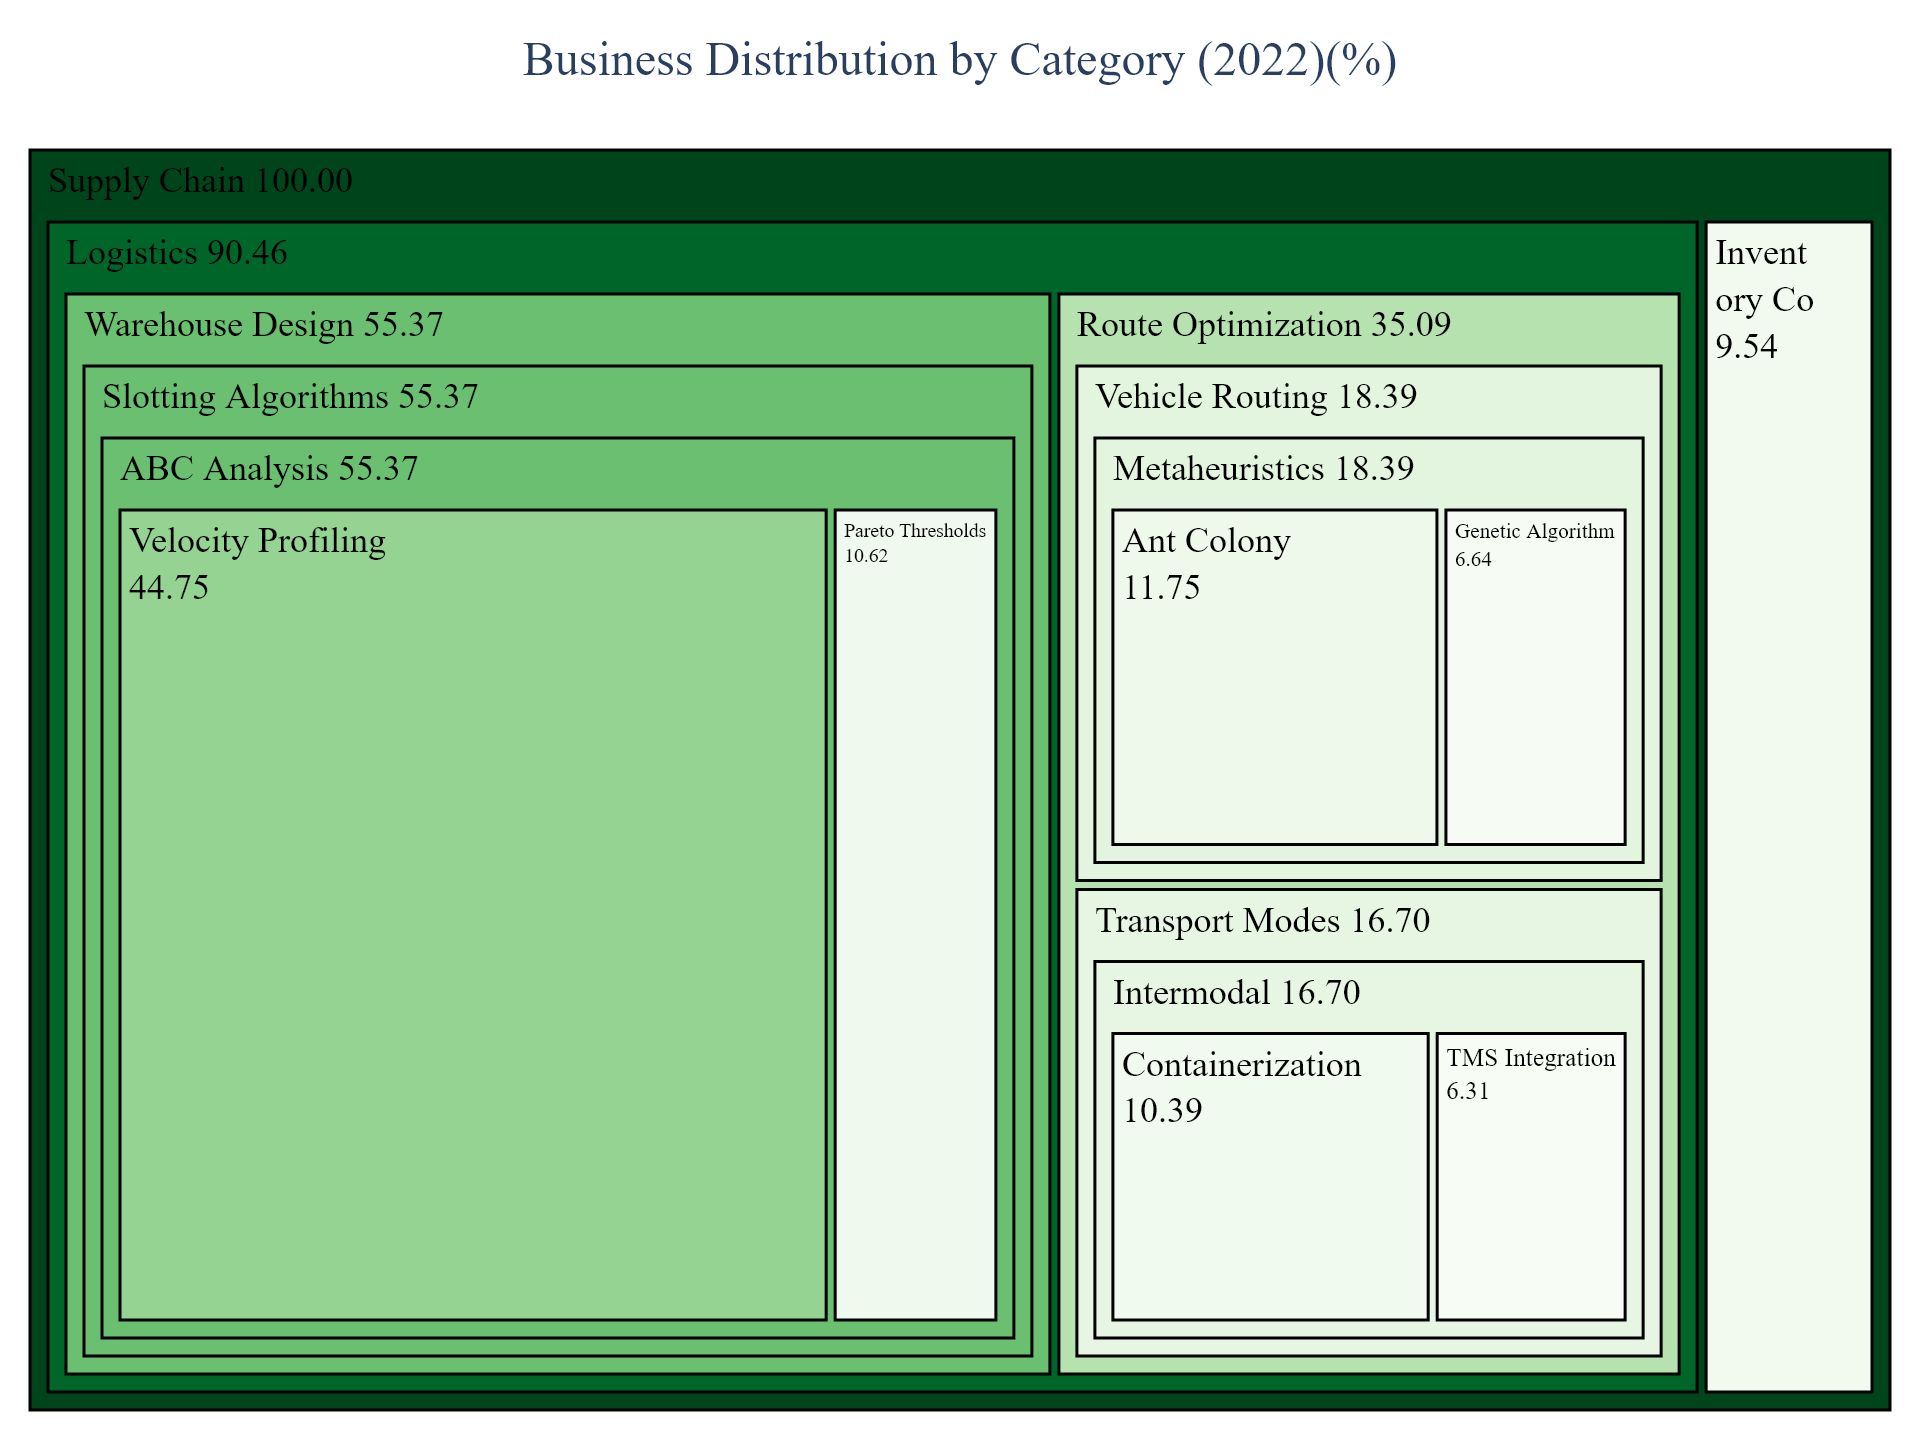 Business Distribution by Category (2022)(%)
Supply Chain 100.00
Logistics 90.46
Warehouse Design 55.37
Slotting Algorithms 55.37
ABC Analysis 55.37
Velocity Profiling
44.75
Pareto Thresholds
10.62
Route Optimization 35.09
Vehicle Routing 18.39
Metaheuristics 18.39
Ant Colony
11.75
Genetic Algorithm
6.64
Transport Modes 16.70
Intermodal 16.70
Containerization
10.39
TMS Integration
6.31
Invent
ory Co
9.54